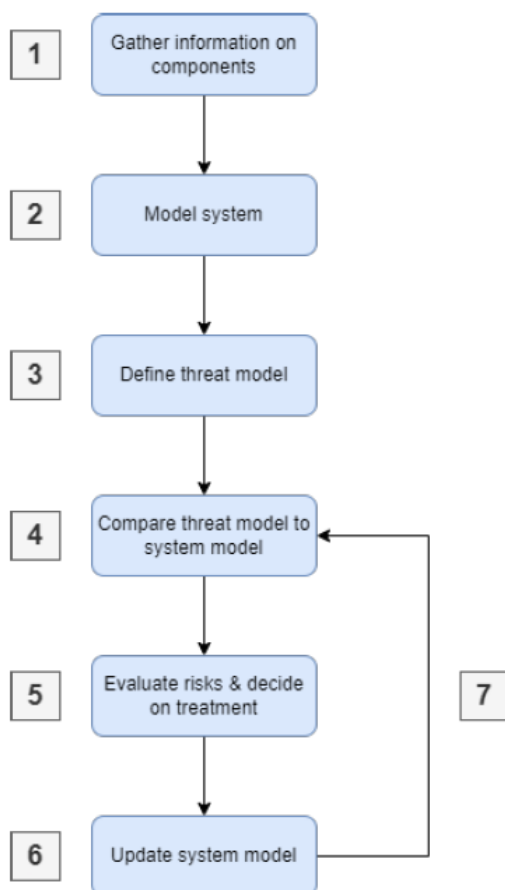 1
Gather information on
components
2
Model system
3
Define threat model
4
Compare threat model to
system model
5
Evaluate risks & decide
on treatment
7
6
Update system model